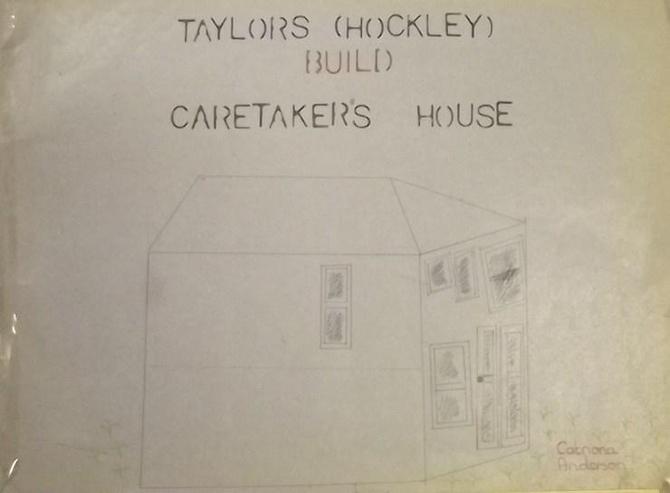 TAYLORS (HOCKLEY)
BUILD
CARETAKER'S HOUSE
Catriona
Anderson